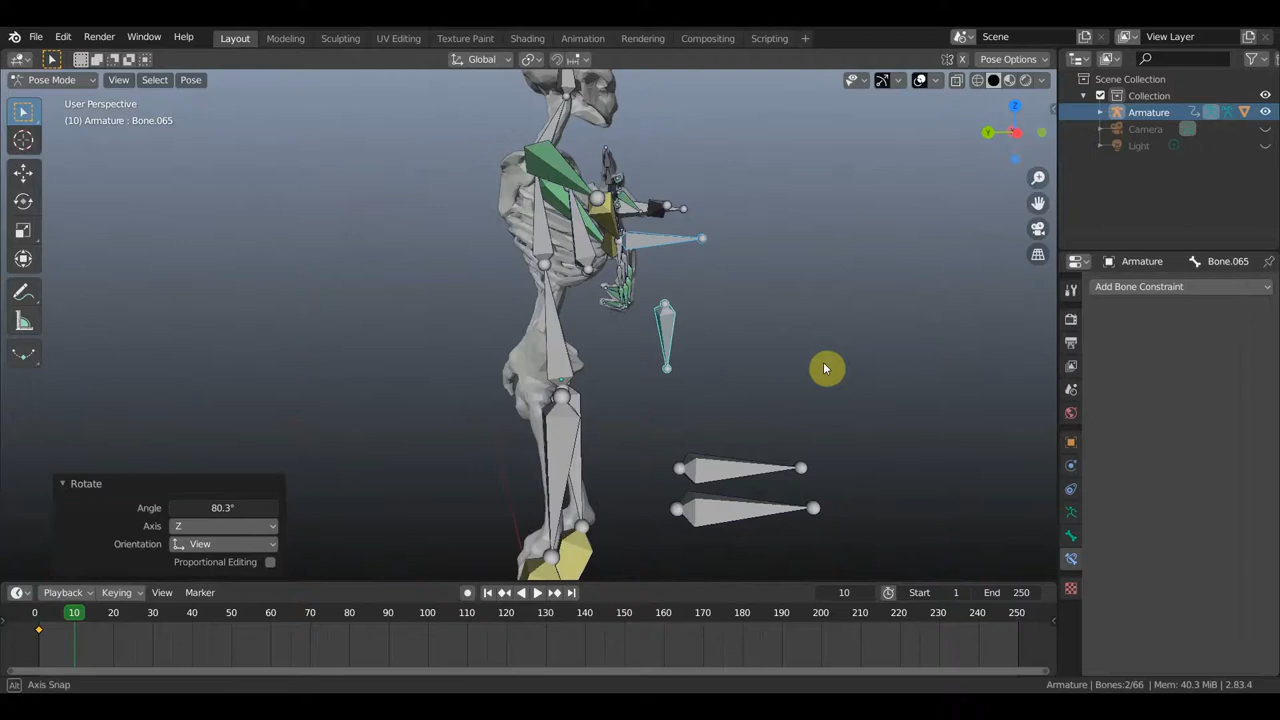 File Edit Render Window Help Layout Modeling Sculpting UV Editing Texture Paint Shading Animation Rendering Compositing Scripting + Scene View Layer
Global X Pose Options
Pose Mode View Select Pose
Scene Collection
Collection
Armature
Camera
Light
User Perspective
(10) Armature : Bone.065
Z
Y
Armature Bone.065
Add Bone Constraint
Rotate
Angle 80.3°
Axis Z
Orientation View
Proportional Editing
Playback Keying View Marker 10 Start 1 End 250
0 10 20 30 40 50 60 70 80 90 100 110 120 130 140 150 160 170 180 190 200 210 220 230 240 250
Alt Axis Snap Armature | Bones:2/66 | Mem: 40.3 MiB | 2.83.4